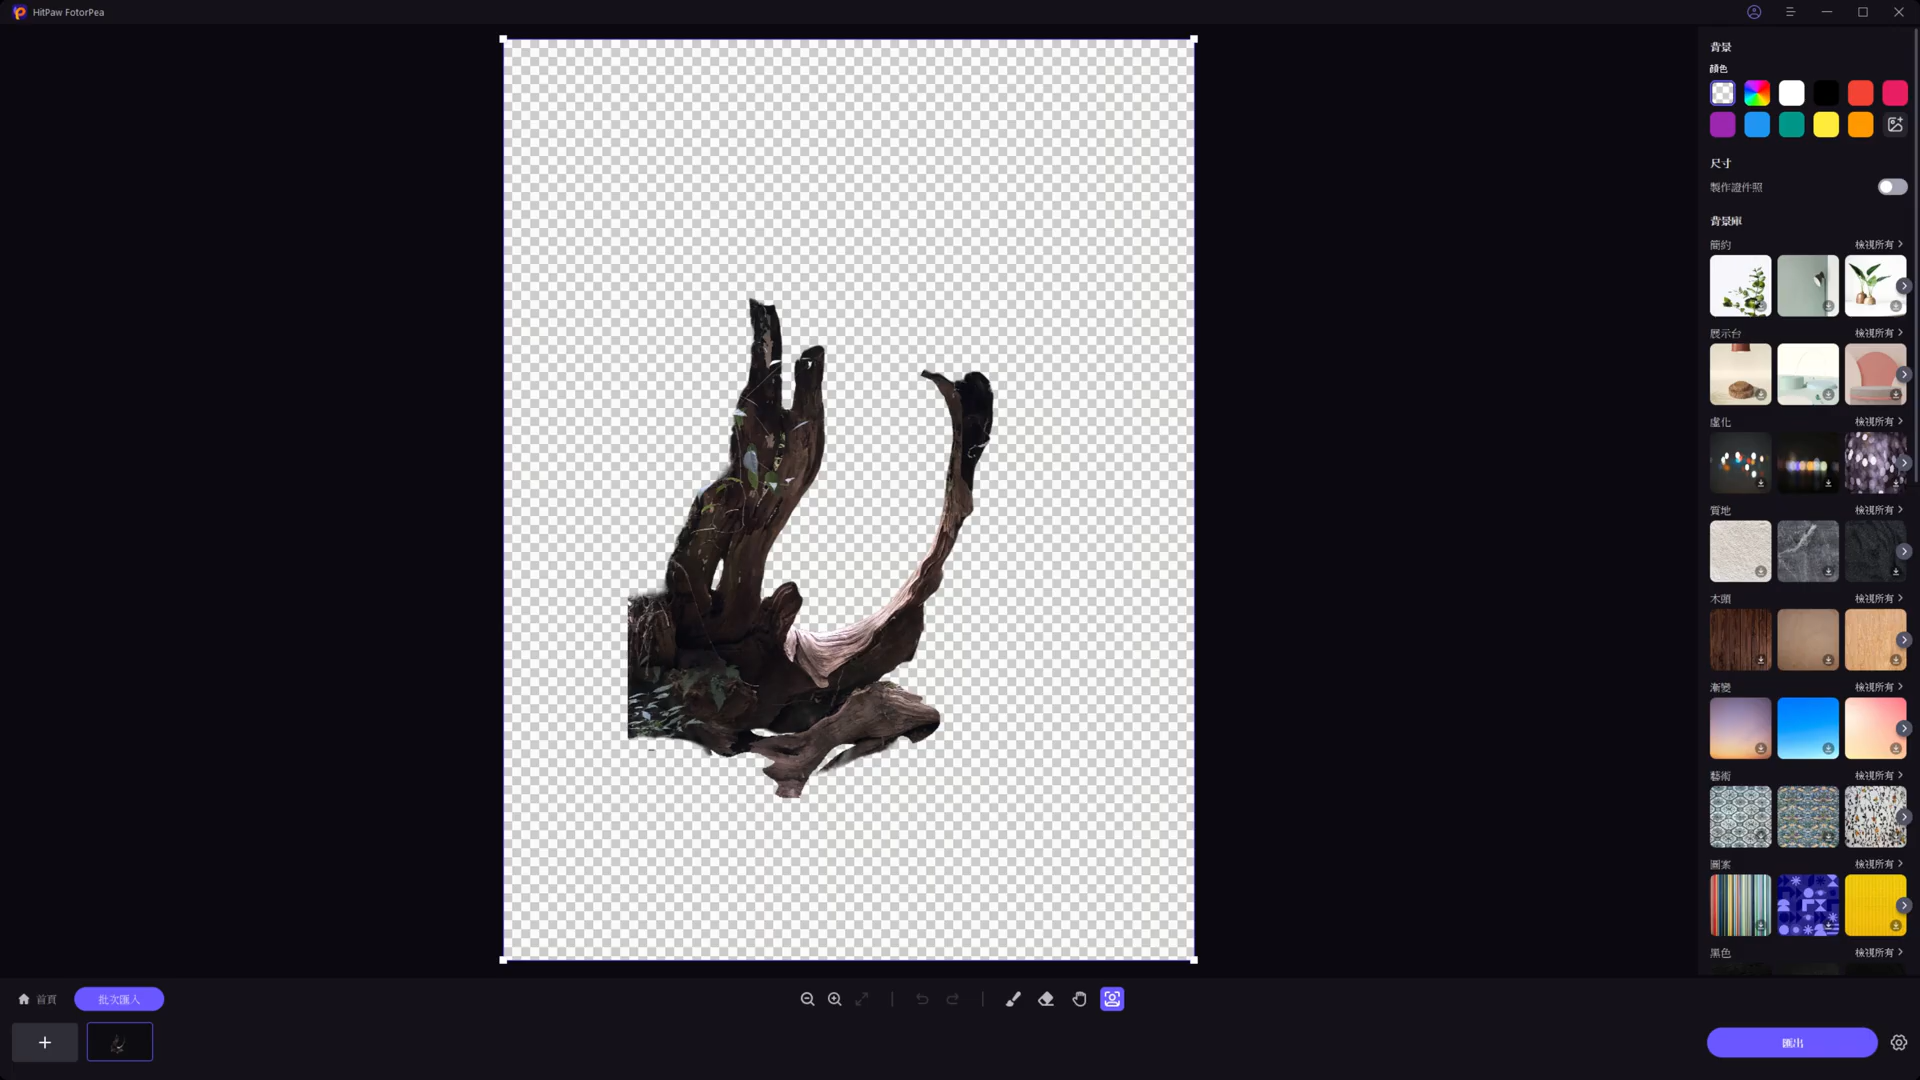 HitPaw FotorPea
背景
顏色
尺寸
製作證件照
背景庫
簡約 檢視所有
展示台 檢視所有
虛化 檢視所有
質地 檢視所有
木頭 檢視所有
漸變 檢視所有
藝術 檢視所有
圖案 檢視所有
黑色 檢視所有
首頁 批次匯入
匯出